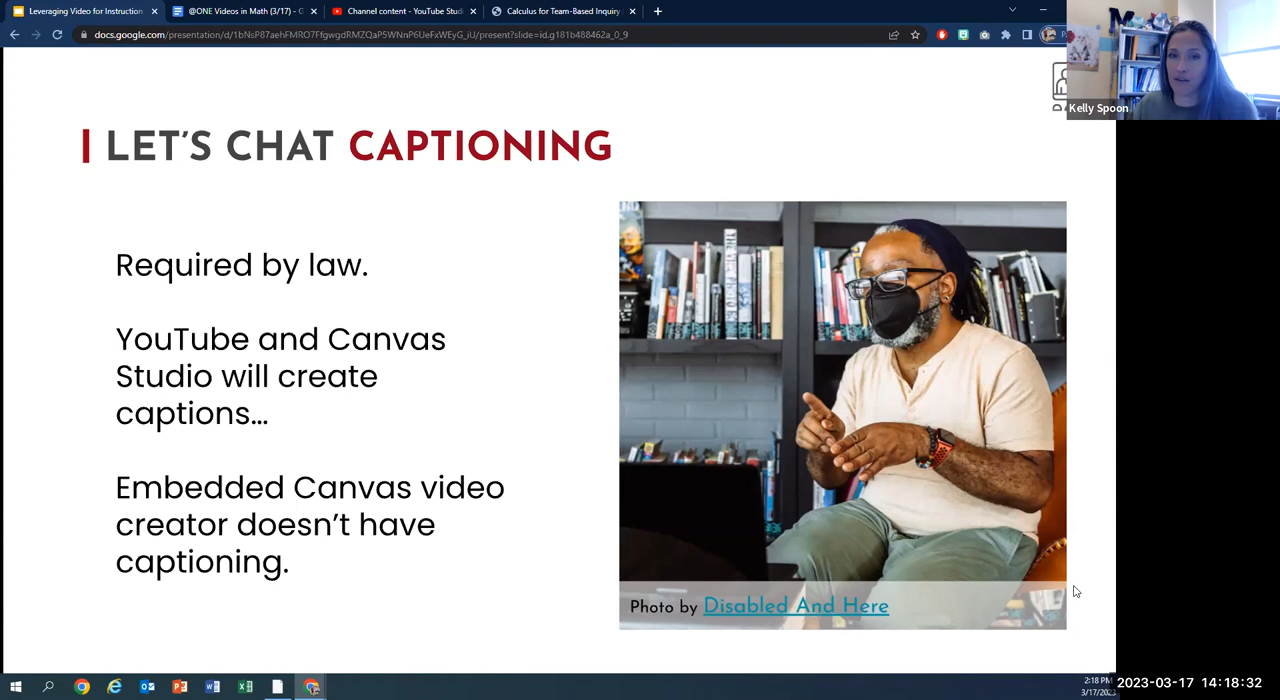 Leveraging Video for Instruction
@ONE Videos in Math (3/17) - G
Channel content - YouTube Studi
Calculus for Team-Based Inquiry
docs.google.com/presentation/d/1bNsP87aehFMRO7FfgwgdRMZQaP5WNnP6UeFxWEyG_iU/present?slide=id.g181b488462a_0_9
Kelly Spoon
LET'S CHAT CAPTIONING
Required by law.
YouTube and Canvas
Studio will create
captions…
Embedded Canvas video
creator doesn't have
captioning.
Photo by Disabled And Here
2:18 PM
3/17/2023
2023-03-17 14:18:32